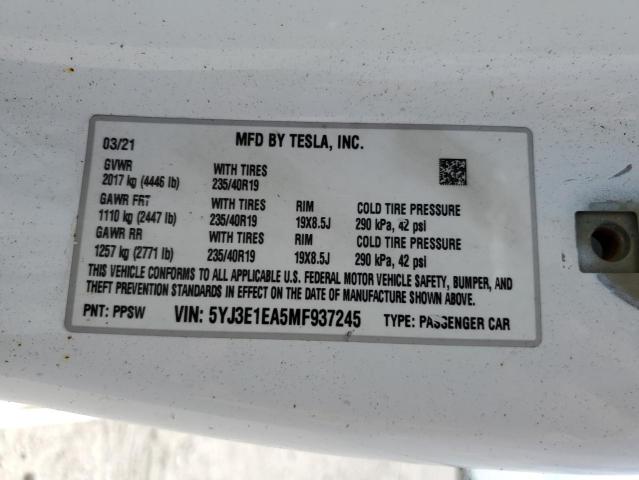 03/21 MFD BY TESLA, INC.
GVWR WITH TIRES
2017 kg (4446 lb) 235/40R19
GAWR FRT WITH TIRES RIM COLD TIRE PRESSURE
1110 kg (2447 lb) 235/40R19 19X8.5J 290 kPa, 42 psi
GAWR RR WITH TIRES RIM COLD TIRE PRESSURE
1257 kg (2771 lb) 235/40R19 19X8.5J 290 kPa, 42 psi
THIS VEHICLE CONFORMS TO ALL APPLICABLE U.S. FEDERAL MOTOR VEHICLE SAFETY, BUMPER, AND
THEFT PREVENTION STANDARDS IN EFFECT ON THE DATE OF MANUFACTURE SHOWN ABOVE.
PNT: PPSW VIN: 5YJ3E1EA5MF937245 TYPE: PASSENGER CAR